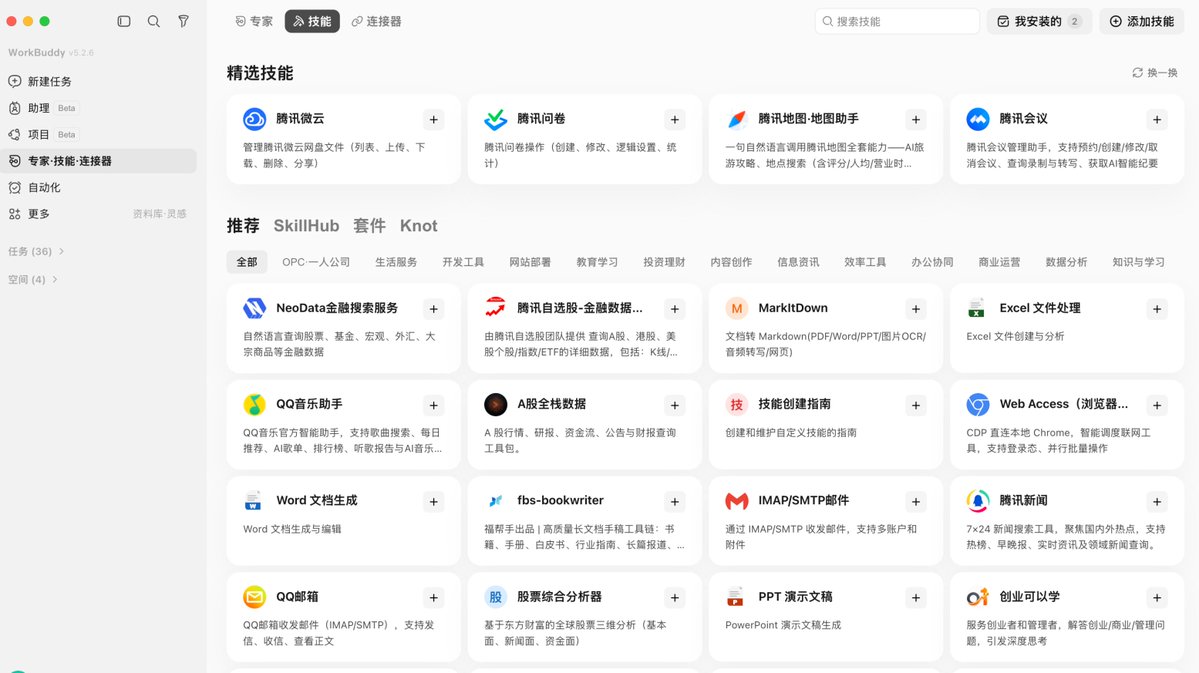 专家
技能
连接器
搜索技能
我安装的 2
添加技能
WorkBuddy v5.2.6
新建任务
助理 Beta
项目 Beta
专家·技能·连接器
自动化
更多 资料库·灵感
任务 (36)
空间 (4)
精选技能
换一换
腾讯微云
管理腾讯微云网盘文件（列表、上传、下
载、删除、分享）
腾讯问卷
腾讯问卷操作（创建、修改、逻辑设置、统
计）
腾讯地图·地图助手
一句自然语言调用腾讯地图全套能力——AI旅
游攻略、地点搜索（含评分/人均/营业时...
腾讯会议
腾讯会议管理助手，支持预约/创建/修改/取
消会议、查询录制与转写、获取AI智能纪要
推荐 SkillHub 套件 Knot
全部 OPC·一人公司 生活服务 开发工具 网站部署 教育学习 投资理财 内容创作 信息资讯 效率工具 办公协同 商业运营 数据分析 知识与学习
NeoData金融搜索服务
自然语言查询股票、基金、宏观、外汇、大
宗商品等金融数据
腾讯自选股-金融数据...
由腾讯自选股团队提供 查询A股、港股、美
股个股/指数/ETF的详细数据，包括：K线/...
M
MarkItDown
文档转 Markdown(PDF/Word/PPT/图片OCR/
音频转写/网页)
Excel 文件处理
Excel 文件创建与分析
QQ音乐助手
QQ音乐官方智能助手，支持歌曲搜索、每日
推荐、AI歌单、排行榜、听歌报告与AI音乐...
A股全栈数据
A 股行情、研报、资金流、公告与财报查询
工具包。
技
技能创建指南
创建和维护自定义技能的指南
Web Access（浏览器...
CDP 直连本地 Chrome，智能调度联网工
具，支持登录态、并行批量操作
Word 文档生成
Word 文档生成与编辑
fbs-bookwriter
福帮手出品 | 高质量长文档手稿工具链：书
籍、手册、白皮书、行业指南、长篇报道、...
IMAP/SMTP邮件
通过 IMAP/SMTP 收发邮件，支持多账户和
附件
腾讯新闻
7×24 新闻搜索工具，聚焦国内外热点，支持
热榜、早晚报、实时资讯及领域新闻查询。
QQ邮箱
QQ邮箱收发邮件（IMAP/SMTP），支持发
信、收信、查看正文
股
股票综合分析器
基于东方财富的全球股票三维分析（基本
面、新闻面、资金面）
PPT 演示文稿
PowerPoint 演示文稿生成
创业可以学
服务创业者和管理者，解答创业/商业/管理问
题，引发深度思考